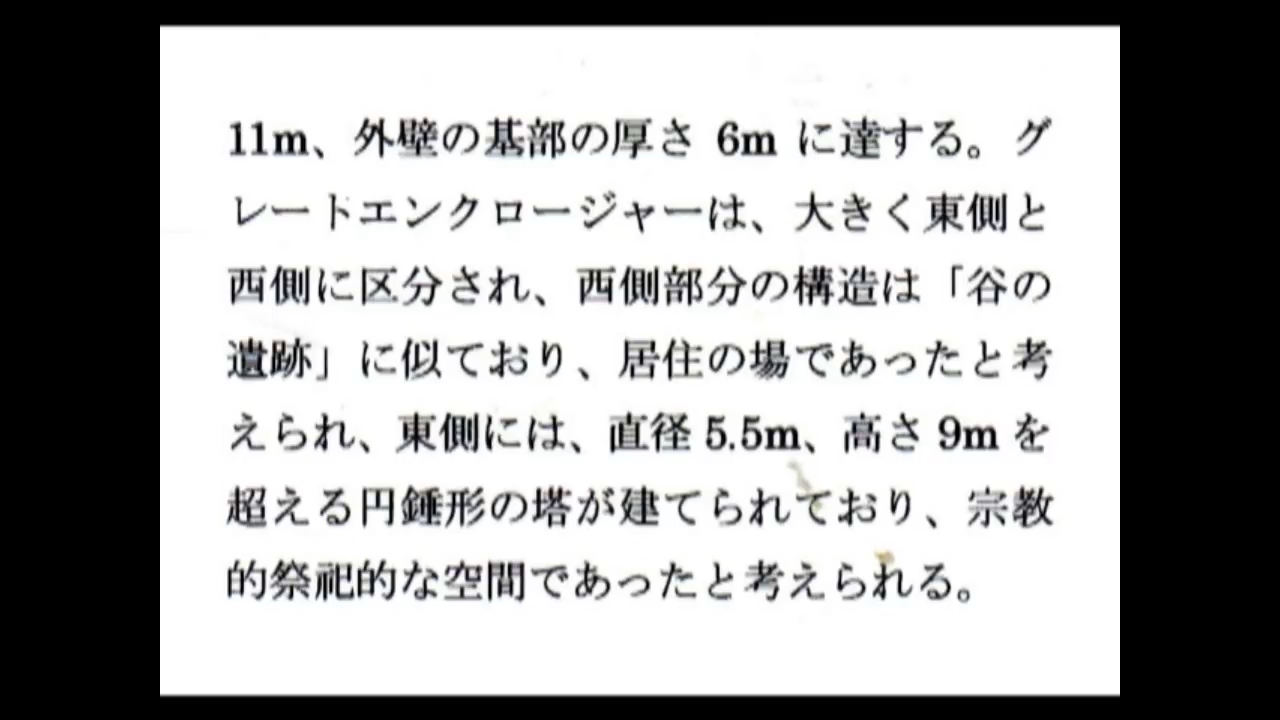 11m、外壁の基部の厚さ 6m に達する。グ
レートエンクロージャーは、大きく東側と
西側に区分され、西側部分の構造は「谷の
遺跡」に似ており、居住の場であったと考
えられ、東側には、直径 5.5m、高さ 9m を
超える円錘形の塔が建てられており、宗教
的祭祀的な空間であったと考えられる。